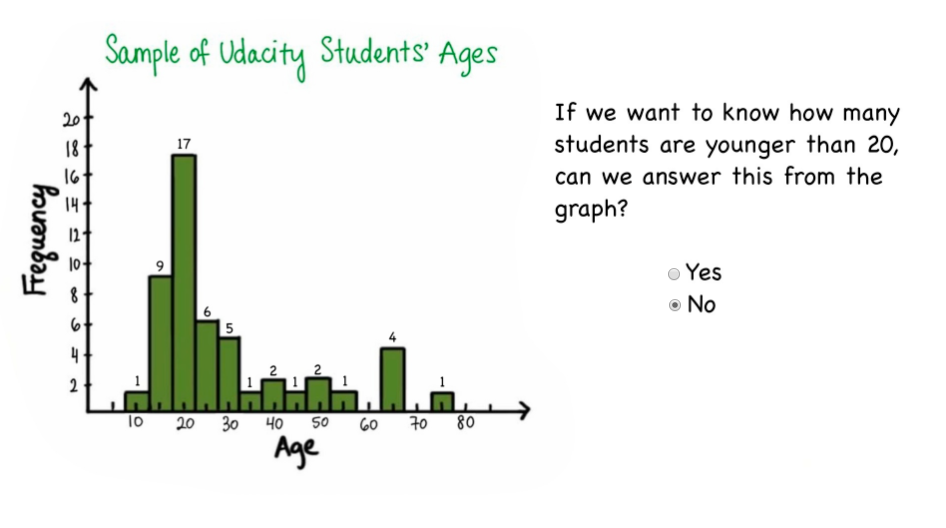 Sample of Udacity Students' Ages
Frequency
20
18
16
14
12
10
8
6
4
2
1
9
17
6
5
1
2
1
2
1
4
1
10 20 30 40 50 60 70 80
Age
If we want to know how many
students are younger than 20,
can we answer this from the
graph?
Yes
No